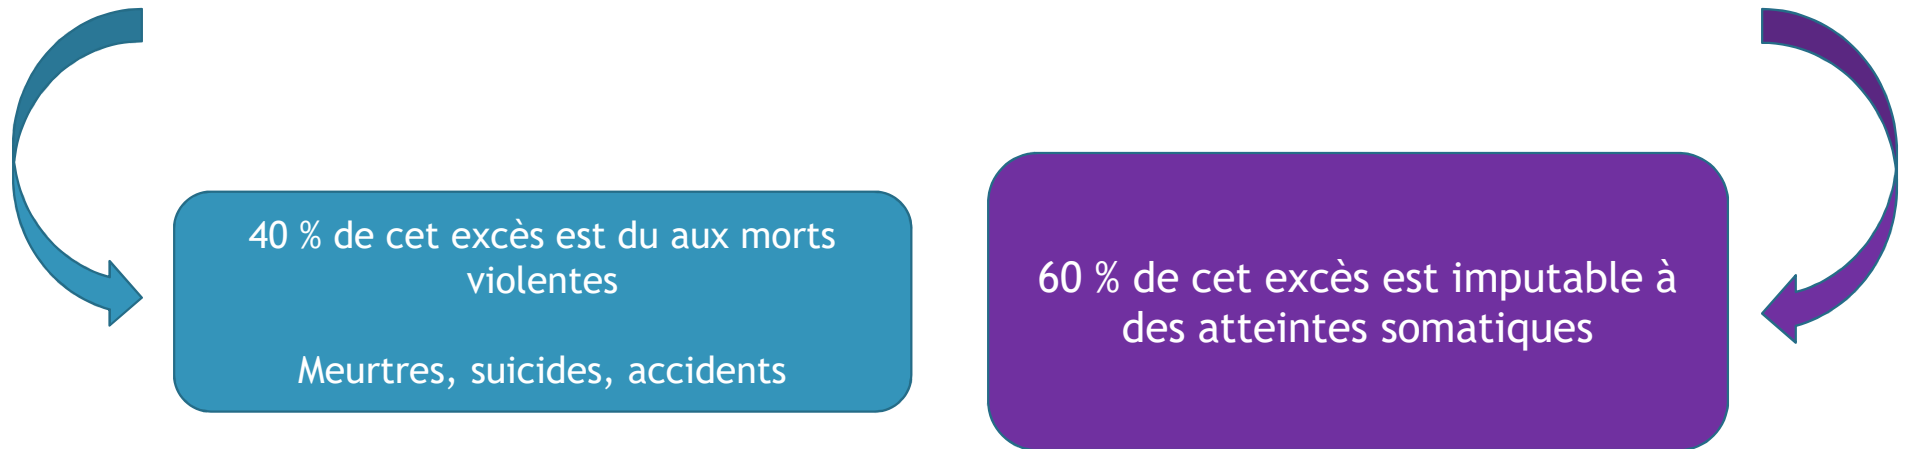 40 % de cet excès est du aux morts
violentes
Meurtres, suicides, accidents
60 % de cet excès est imputable à
des atteintes somatiques